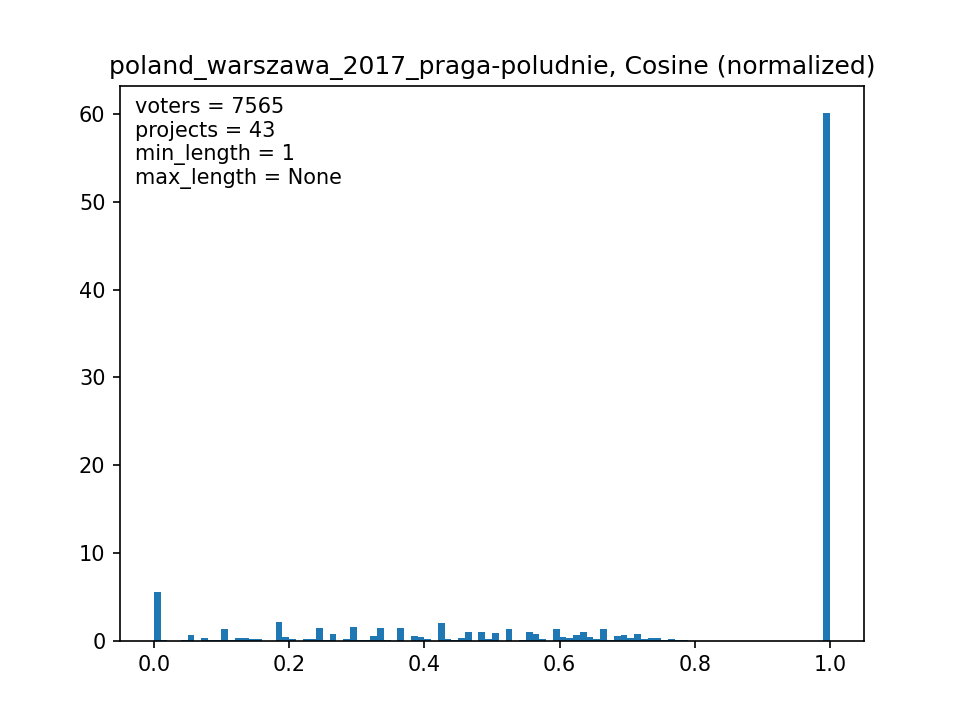 poland_warszawa_2017_praga-poludnie, Cosine (normalized)
voters = 7565
projects = 43
min_length = 1
max_length = None
60
50
40
30
20
10
0
0.0 0.2 0.4 0.6 0.8 1.0